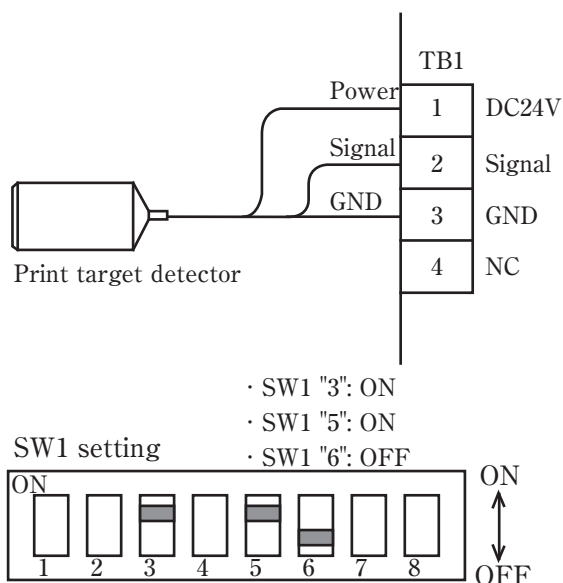 TB1
Power 1 DC24V
Signal 2 Signal
GND 3 GND
4 NC
Print target detector
· SW1 "3": ON
· SW1 "5": ON
· SW1 "6": OFF
SW1 setting
ON
ON
1 2 3 4 5 6 7 8
OFF